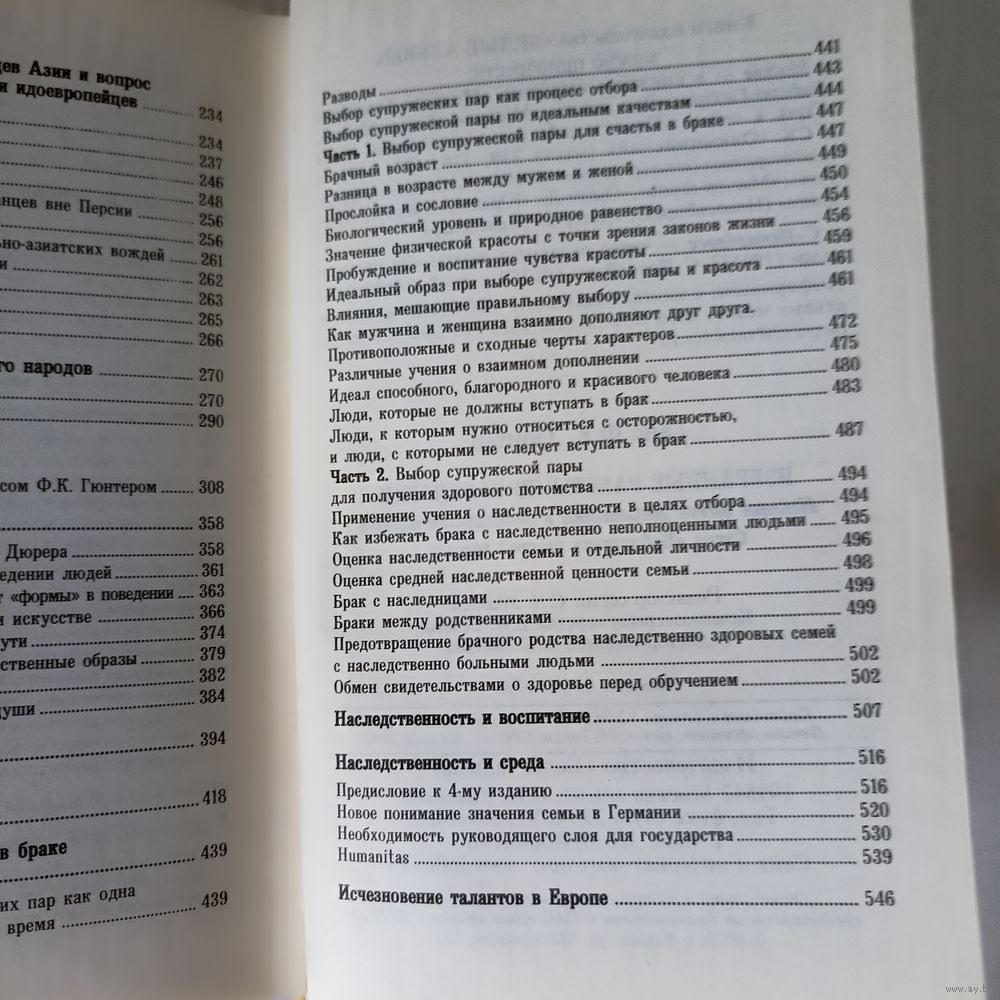 цев Азии и вопрос
и идоевропейцев 234
234
237
246
248
нцев вне Персии 256
256
но-азиатских вождей 261
и 262
263
265
266
го народов 270
270
290
сом Ф.К. Гюнтером 308
358
Дюрера 358
едении людей 361
т «формы» в поведении 363
и искусстве 366
ути 374
ственные образы 379
382
уши 384
394
418
в браке 439
их пар как одна
время 439
Разводы 441
Выбор супружеских пар как процесс отбора 443
Выбор супружеской пары по идеальным качествам 444
Часть 1. Выбор супружеской пары для счастья в браке 447
Брачный возраст 447
Разница в возрасте между мужем и женой 449
Прослойка и сословие 450
Биологический уровень и природное равенство 454
Значение физической красоты с точки зрения законов жизни 456
Пробуждение и воспитание чувства красоты 459
Идеальный образ при выборе супружеской пары и красота 461
Влияния, мешающие правильному выбору 461
Как мужчина и женщина взаимно дополняют друг друга.
Противоположные и сходные черты характеров 472
Различные учения о взаимном дополнении 475
Идеал способного, благородного и красивого человека 480
Люди, которые не должны вступать в брак 483
Люди, к которым нужно относиться с осторожностью,
и люди, с которыми не следует вступать в брак 487
Часть 2. Выбор супружеской пары
для получения здорового потомства 494
Применение учения о наследственности в целях отбора 494
Как избежать брака с наследственно неполноценными людьми 495
Оценка наследственности семьи и отдельной личности 496
Оценка средней наследственной ценности семьи 498
Брак с наследницами 499
Браки между родственниками 499
Предотвращение брачного родства наследственно здоровых семей
с наследственно больными людьми 502
Обмен свидетельствами о здоровье перед обручением 502
Наследственность и воспитание 507
Наследственность и среда 516
Предисловие к 4-му изданию 516
Новое понимание значения семьи в Германии 520
Необходимость руководящего слоя для государства 530
Humanitas 539
Исчезновение талантов в Европе 546